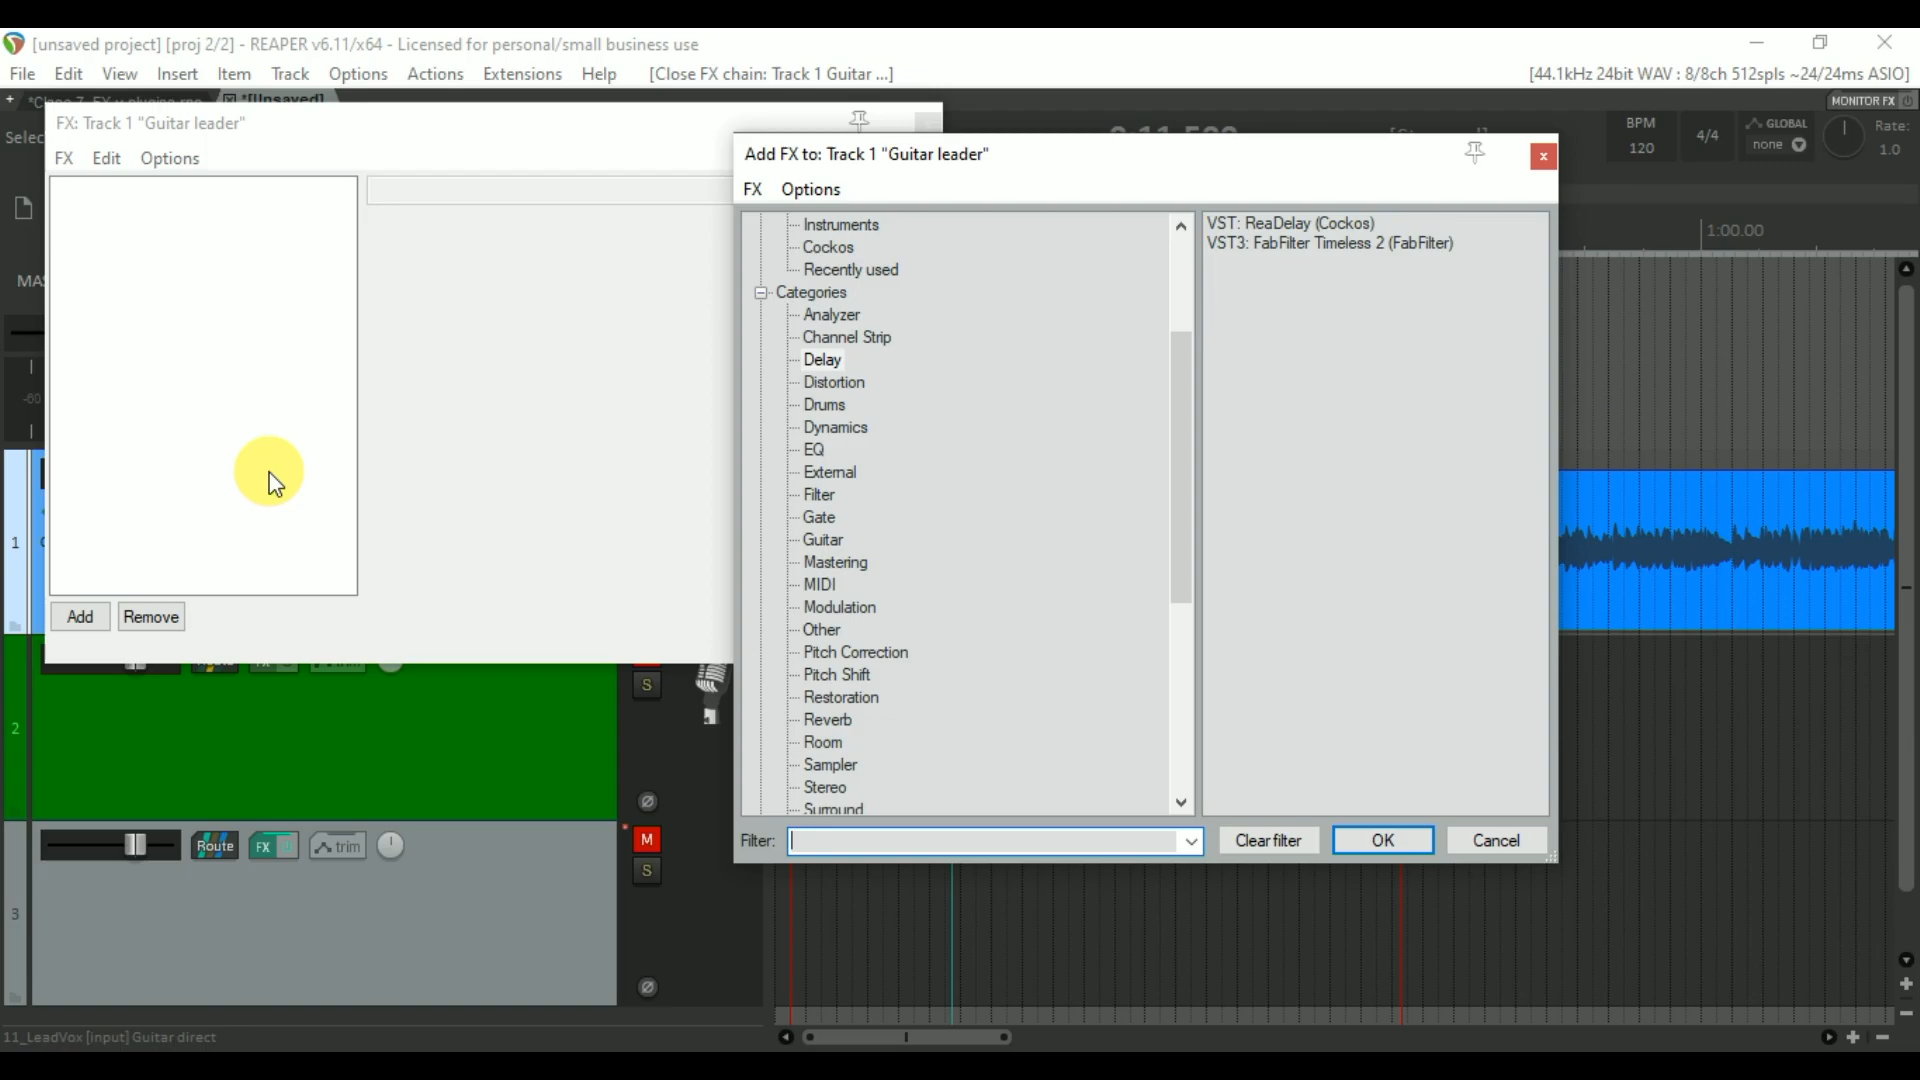 [unsaved project] [proj 2/2] - REAPER v6.11/x64 - Licensed for personal/small business use
File Edit View Insert Item Track Options Actions Extensions Help [Close FX chain: Track 1 Guitar ...] [44.1kHz 24bit WAV : 8/8ch 512spls ~24/24ms ASIO]
*[Unsaved]
MONITOR FX
FX: Track 1 "Guitar leader"
FX Edit Options
Add Remove
BPM
120
4/4
GLOBAL
none
Rate:
1.0
1:00.00
Add FX to: Track 1 "Guitar leader"
FX Options
Instruments
Cockos
Recently used
Categories
Analyzer
Channel Strip
Delay
Distortion
Drums
Dynamics
EQ
External
Filter
Gate
Guitar
Mastering
MIDI
Modulation
Other
Pitch Correction
Pitch Shift
Restoration
Reverb
Room
Sampler
Stereo
Surround
VST: ReaDelay (Cockos)
VST3: FabFilter Timeless 2 (FabFilter)
Filter: Clear filter OK Cancel
-60
1
2
S
Route FX trim M
S
3
11_LeadVox [input] Guitar direct